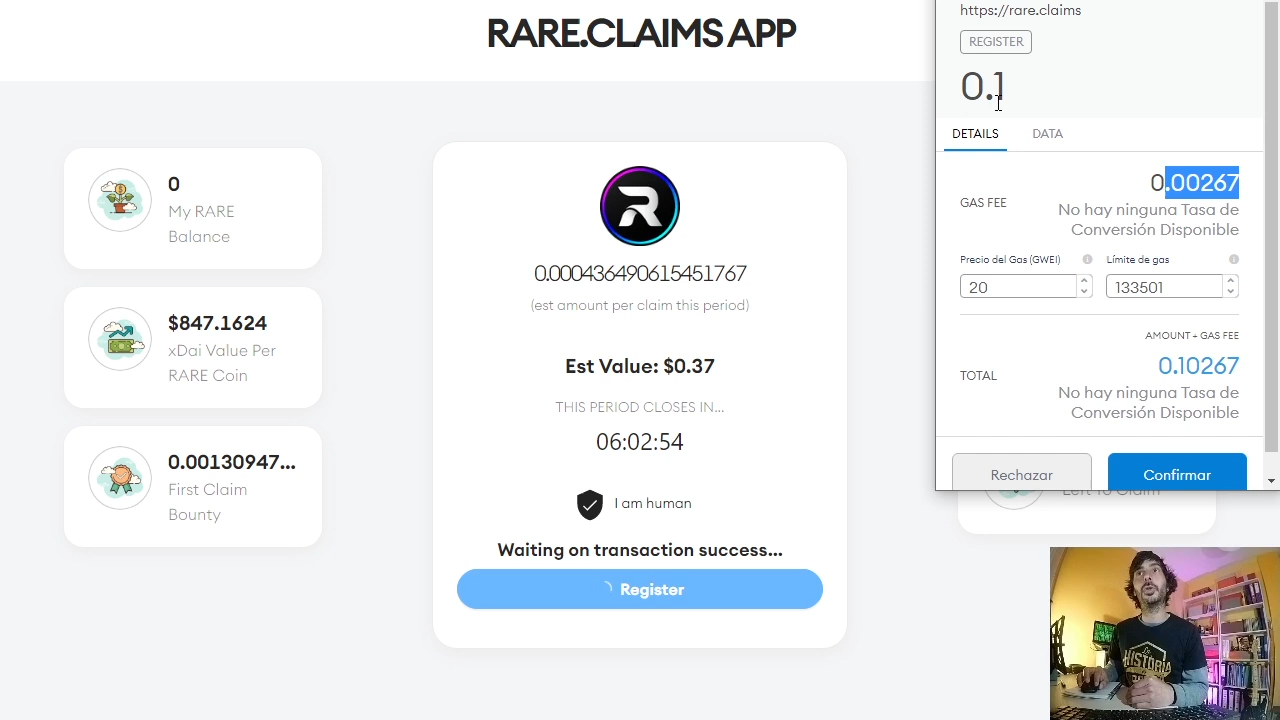 RARE.CLAIMS APP
0
My RARE
Balance
$847.1624
xDai Value Per
RARE Coin
0.00130947...
First Claim
Bounty
R
0.000436490615451767
(est amount per claim this period)
Est Value: $0.37
THIS PERIOD CLOSES IN...
06:02:54
I am human
Waiting on transaction success...
Register
https://rare.claims
REGISTER
0.1
DETAILS
DATA
GAS FEE
0.00267
No hay ninguna Tasa de
Conversión Disponible
Precio del Gas (GWEI)
Límite de gas
20
133501
AMOUNT + GAS FEE
0.10267
TOTAL
No hay ninguna Tasa de
Conversión Disponible
Rechazar
Confirmar
Left To Claim
HISTORIA